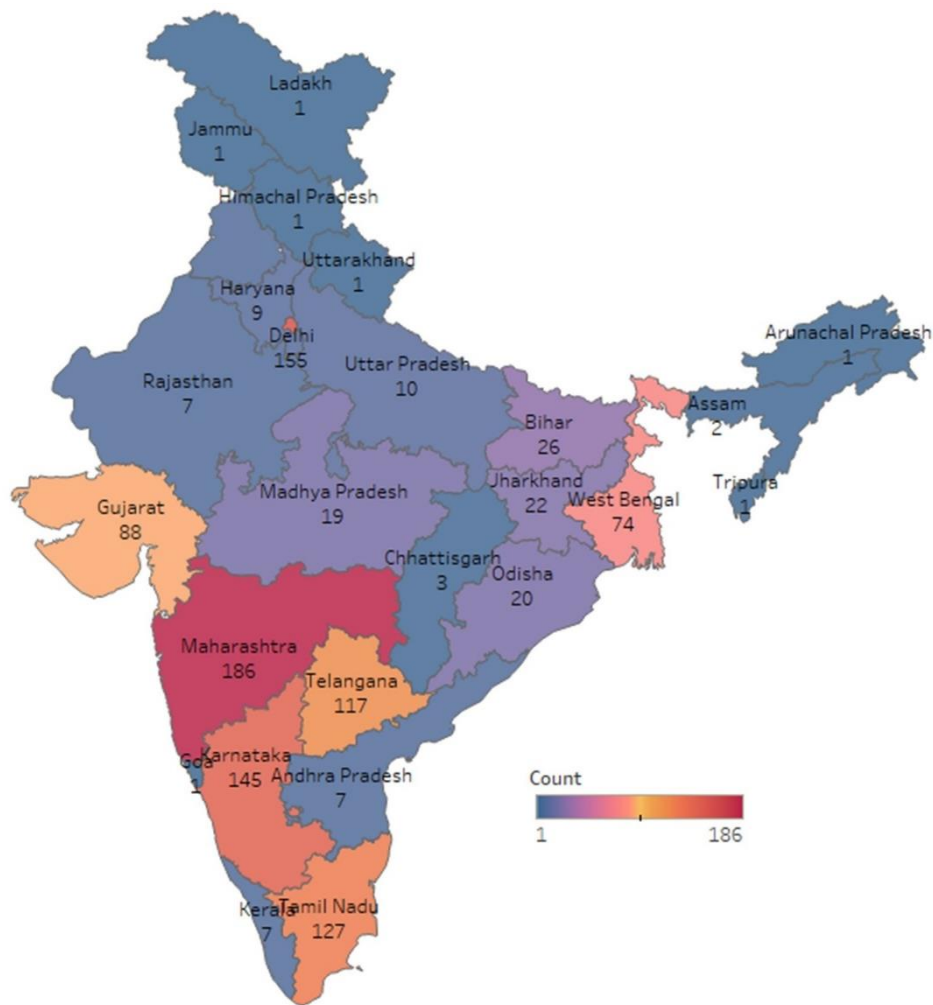 Ladakh
1
Jammu
1
Himachal Pradesh
1
Uttarakhand
1
Haryana
9
Delhi
155
Arunachal Pradesh
1
Uttar Pradesh
10
Rajasthan
7
Assam
2
Bihar
26
Jharkhand
22
Tripura
1
Madhya Pradesh
19
West Bengal
74
Gujarat
88
Chhattisgarh
3
Odisha
20
Maharashtra
186
Telangana
117
Goa
1
Karnataka
145
Andhra Pradesh
7
Count
1 186
Kerala
7
Tamil Nadu
127